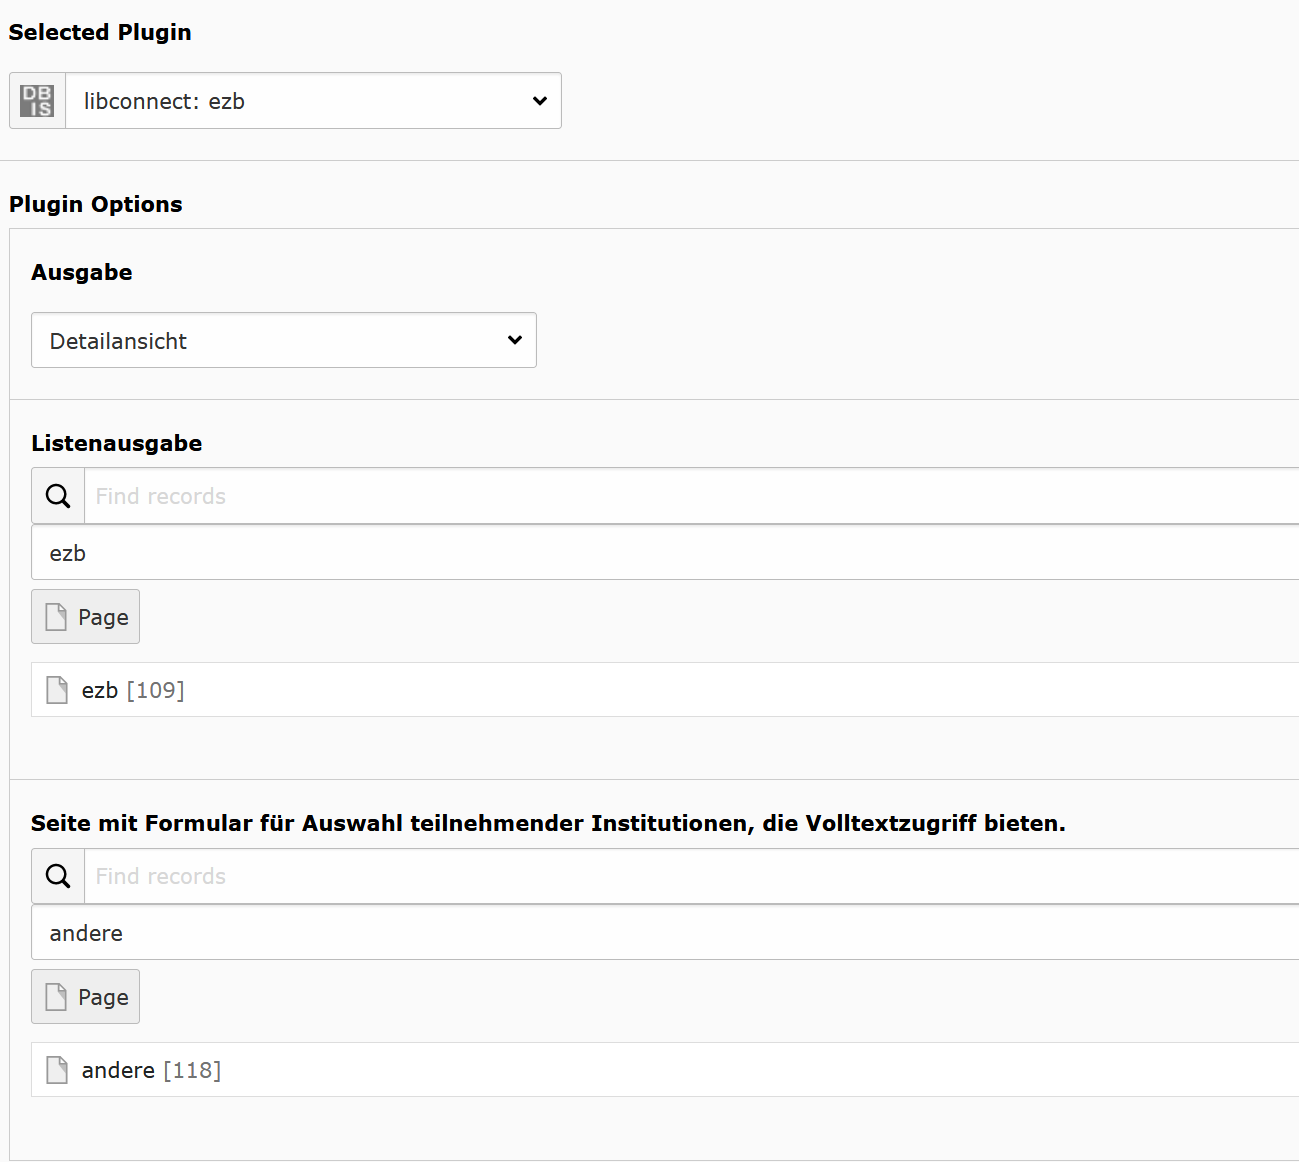 Selected Plugin
DB
IS
libconnect: ezb
Plugin Options
Ausgabe
Detailansicht
Listenausgabe
Find records
ezb
Page
ezb [109]
Seite mit Formular für Auswahl teilnehmender Institutionen, die Volltextzugriff bieten.
Find records
andere
Page
andere [118]